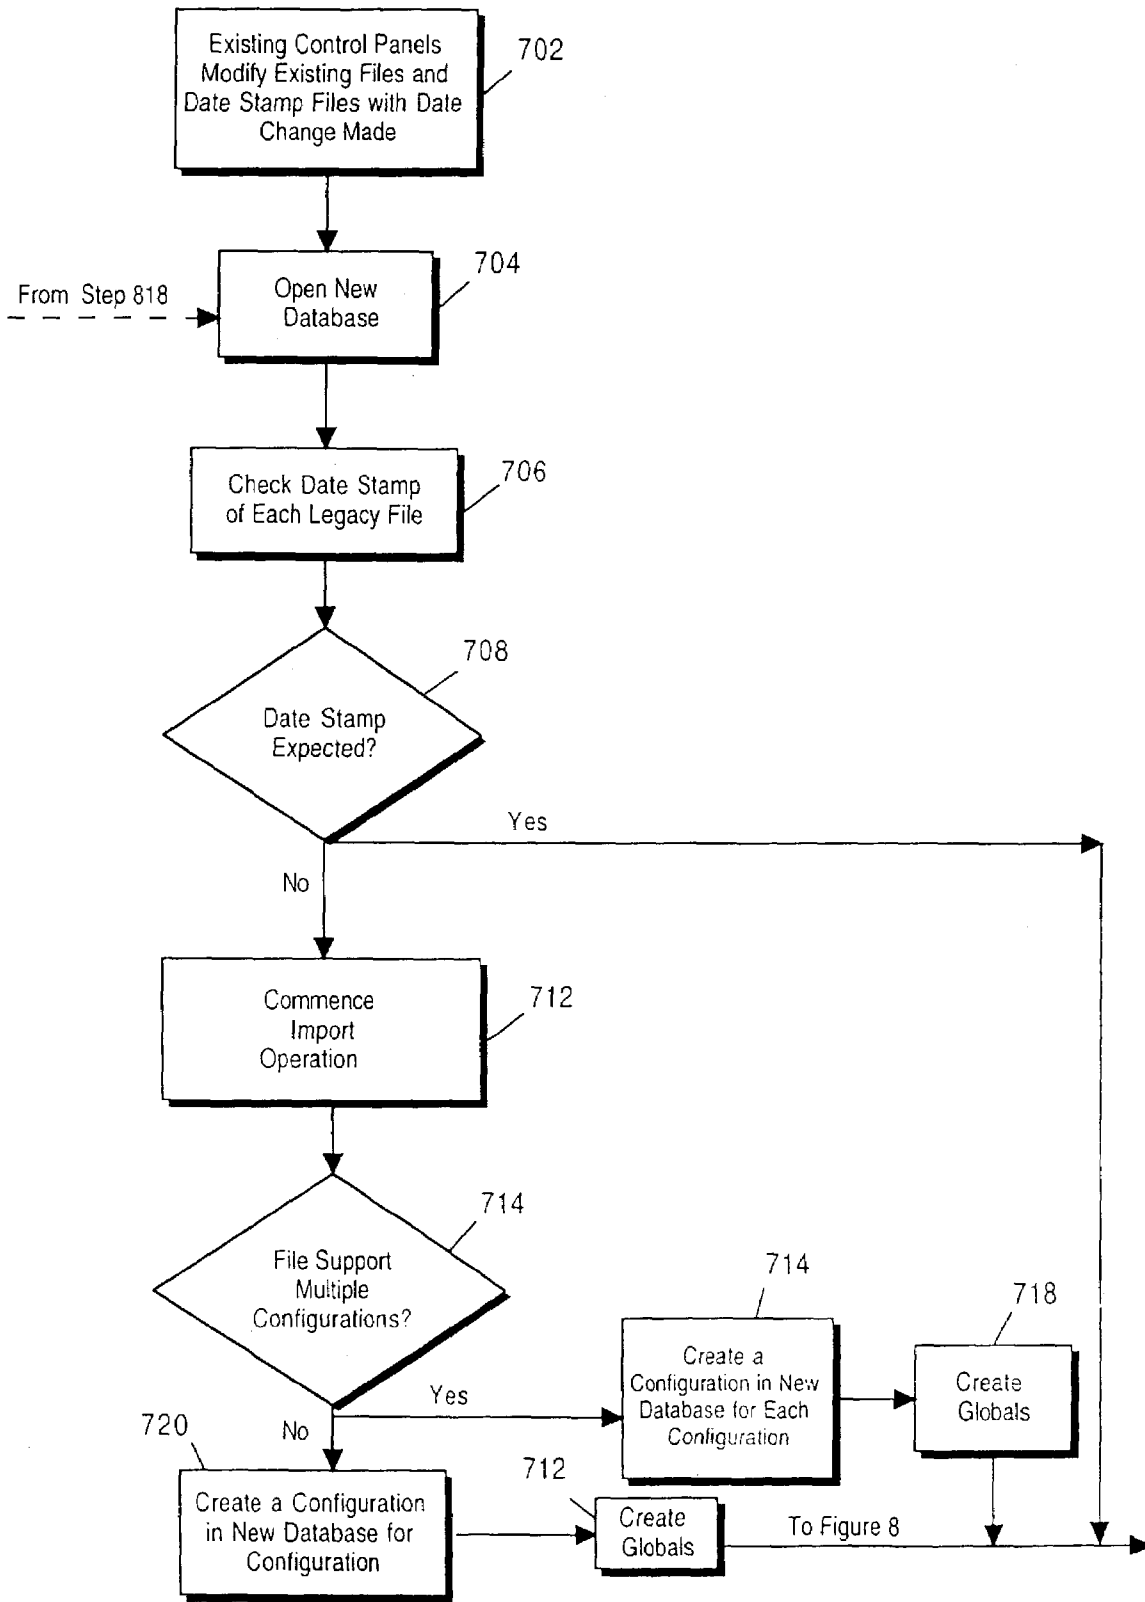 Existing Control Panels
Modify Existing Files and
Date Stamp Files with Date
Change Made
702
From Step 818
Open New
Database
704
Check Date Stamp
of Each Legacy File
706
708
Date Stamp
Expected?
Yes
No
Commence
Import
Operation
712
714
File Support
Multiple
Configurations?
Yes
No
714
Create a
Configuration in New
Database for Each
Configuration
718
Create
Globals
720
Create a Configuration
in New Database for
Configuration
712
Create
Globals
To Figure 8